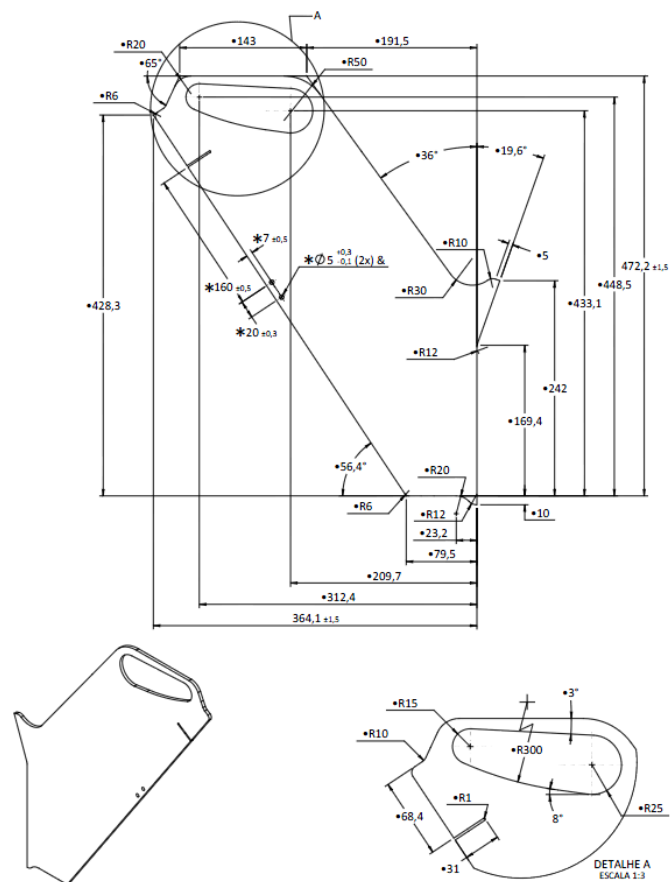 A
•143
•191,5
•R20
•R50
•65°
•R6
•36°
•19,6°
∗7 ±0,5
∗Ø5 +0,3 -0,1 (2x) &
•R10
•5
472,2 ±1,5
•448,5
∗160 ±0,5
•R30
•433,1
•428,3
∗20 ±0,3
•R12
•242
•169,4
•56,4°
•R20
•R6
•R12
•10
•23,2
•79,5
•209,7
•312,4
364,1 ±1,5
•3°
•R15
•R10
•R300
•R1
•68,4
8°
•R25
•31
DETALHE A
ESCALA 1:3